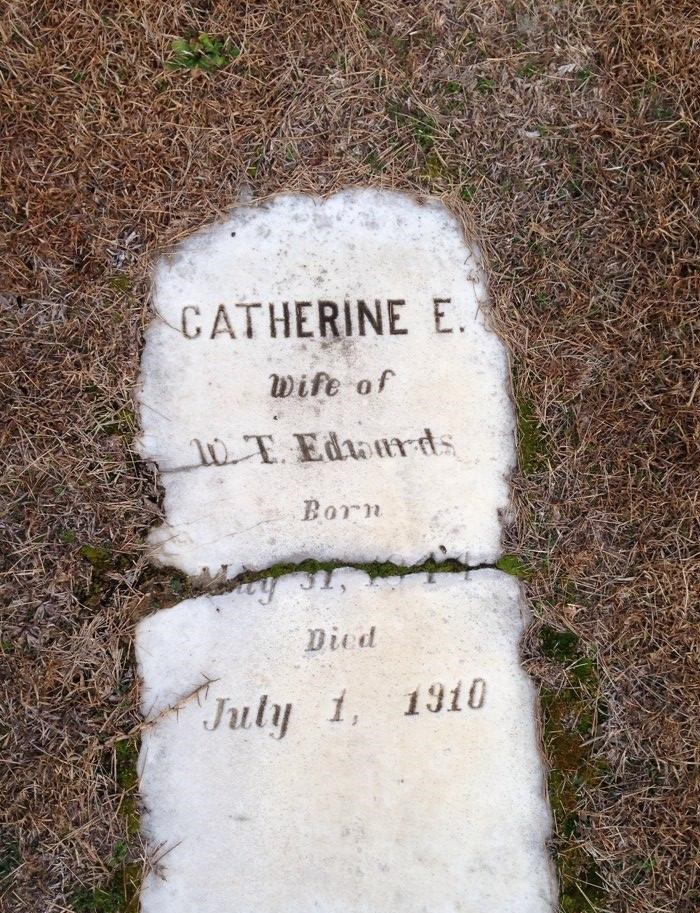 CATHERINE E.
Wife of
W. T. Edwards
Born
31,
Died
July 1, 1910